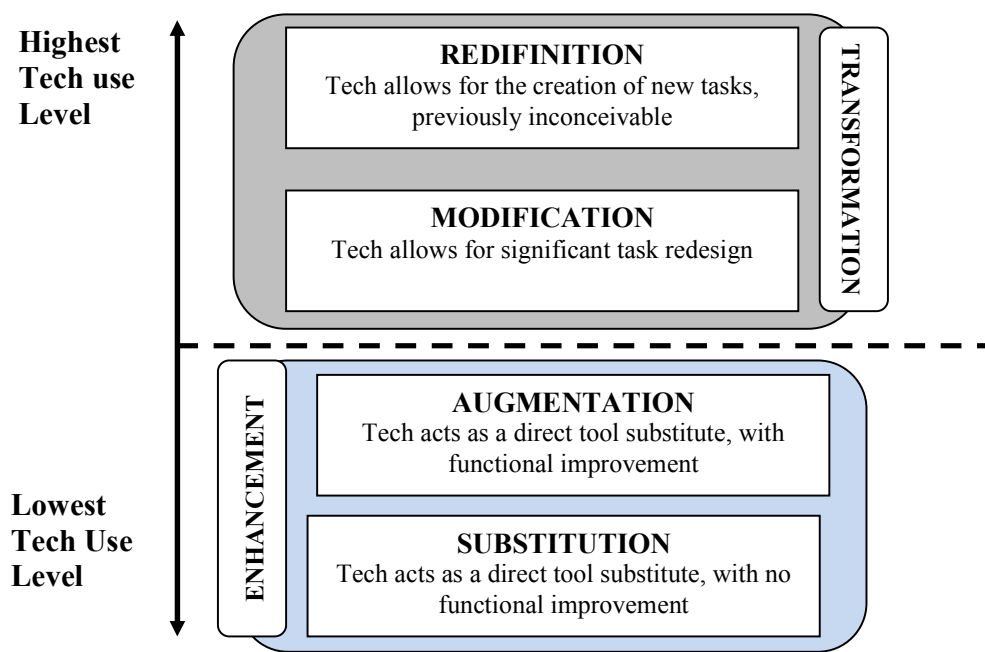 Highest
Tech use
Level
REDIFINITION
Tech allows for the creation of new tasks,
previously inconceivable
MODIFICATION
Tech allows for significant task redesign
TRANSFORMATION
ENHANCEMENT
AUGMENTATION
Tech acts as a direct tool substitute, with
functional improvement
Lowest
Tech Use
Level
SUBSTITUTION
Tech acts as a direct tool substitute, with no
functional improvement